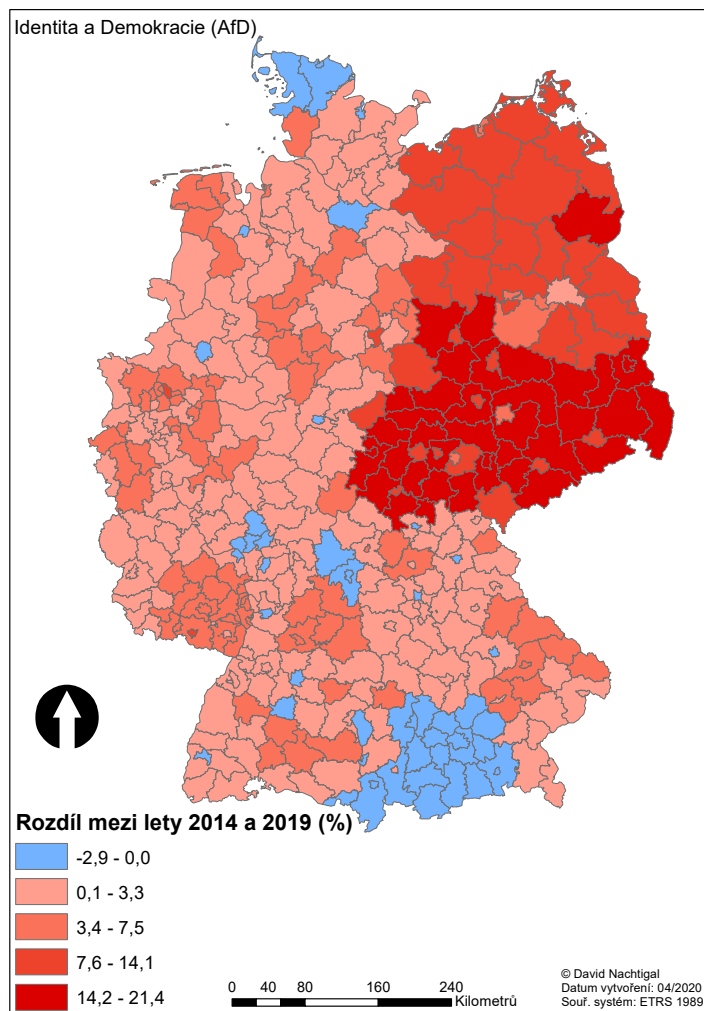 Identita a Demokracie (AfD)
Rozdíl mezi lety 2014 a 2019 (%)
-2,9 - 0,0
0,1 - 3,3
3,4 - 7,5
7,6 - 14,1
14,2 - 21,4
0 40 80 160 240
Kilometrů
© David Nachtigal
Datum vytvoření: 04/2020
Souř. systém: ETRS 1989